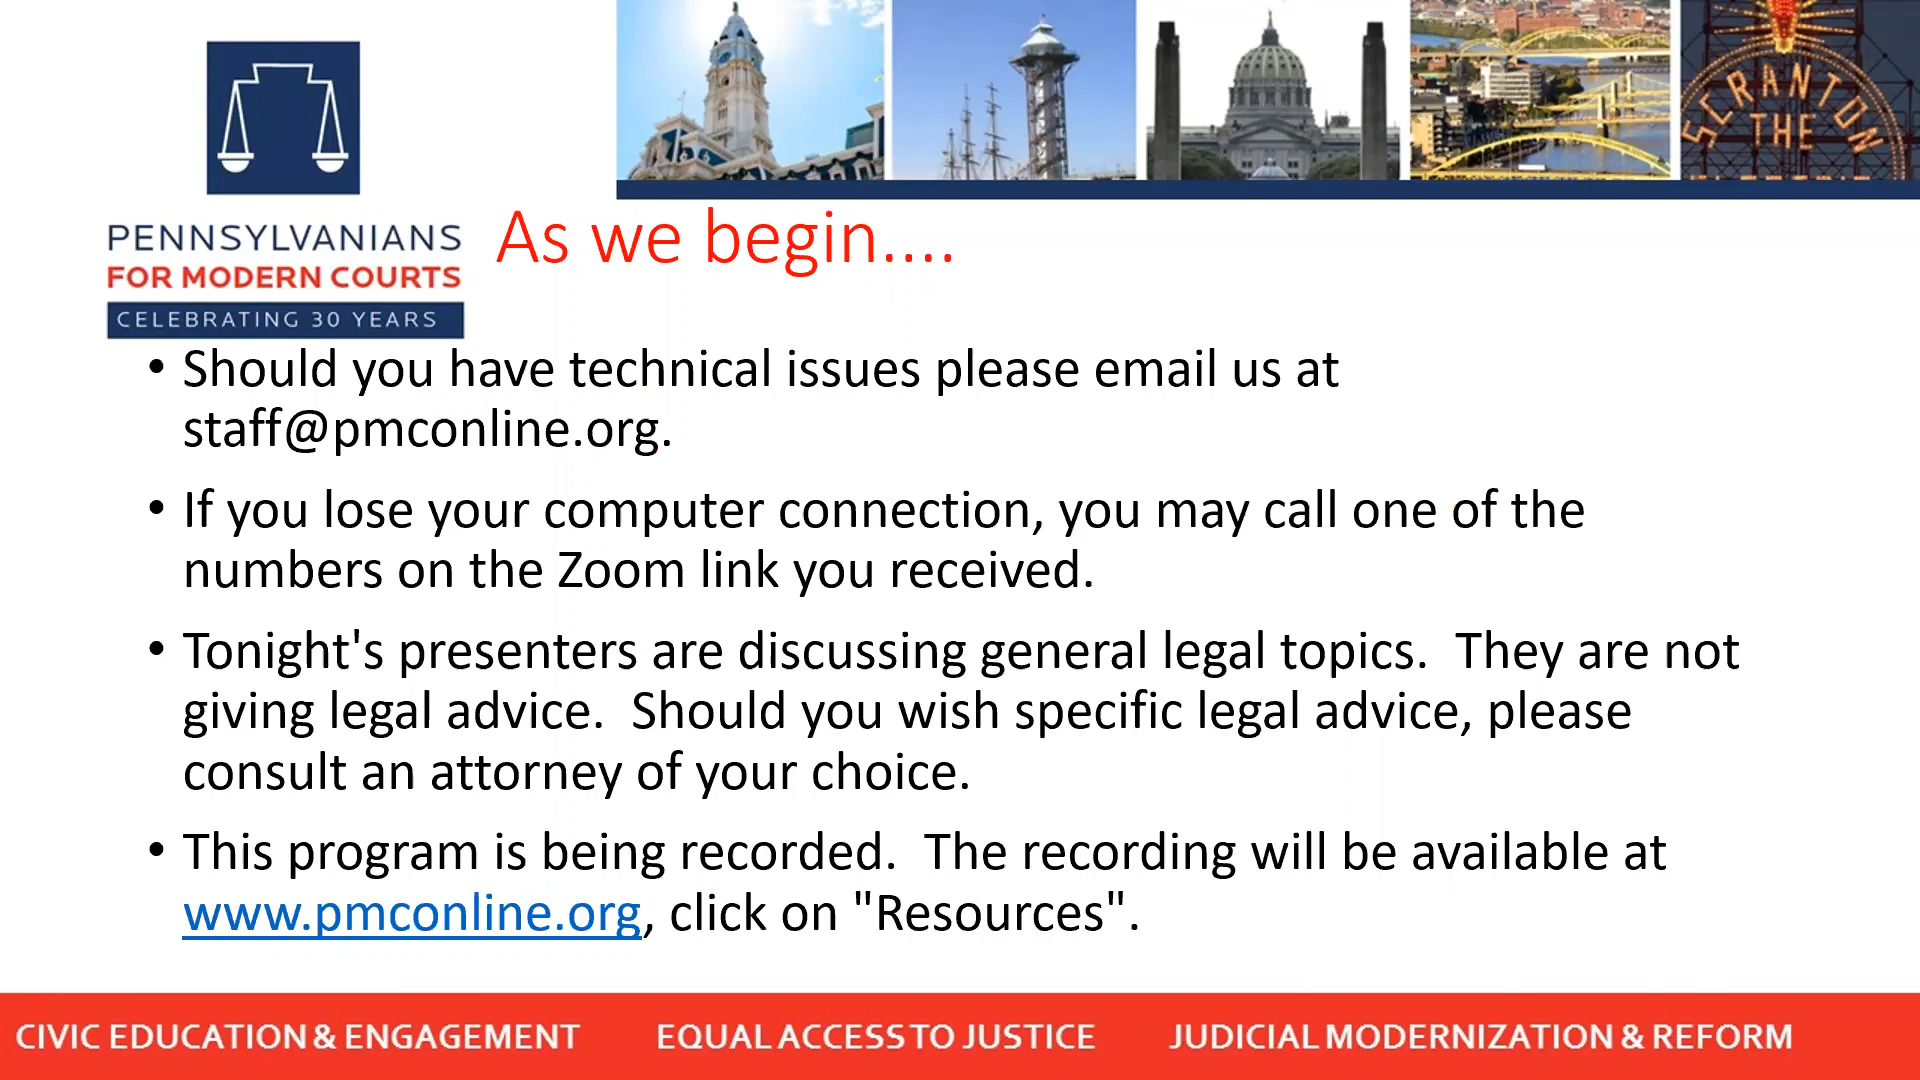 SCRANTON
THE
PENNSYLVANIANS
FOR MODERN COURTS
CELEBRATING 30 YEARS
As we begin....
• Should you have technical issues please email us at
staff@pmconline.org.
• If you lose your computer connection, you may call one of the
numbers on the Zoom link you received.
• Tonight's presenters are discussing general legal topics.  They are not
giving legal advice.  Should you wish specific legal advice, please
consult an attorney of your choice.
• This program is being recorded.  The recording will be available at
www.pmconline.org, click on "Resources".
CIVIC EDUCATION & ENGAGEMENT EQUAL ACCESS TO JUSTICE JUDICIAL MODERNIZATION & REFORM